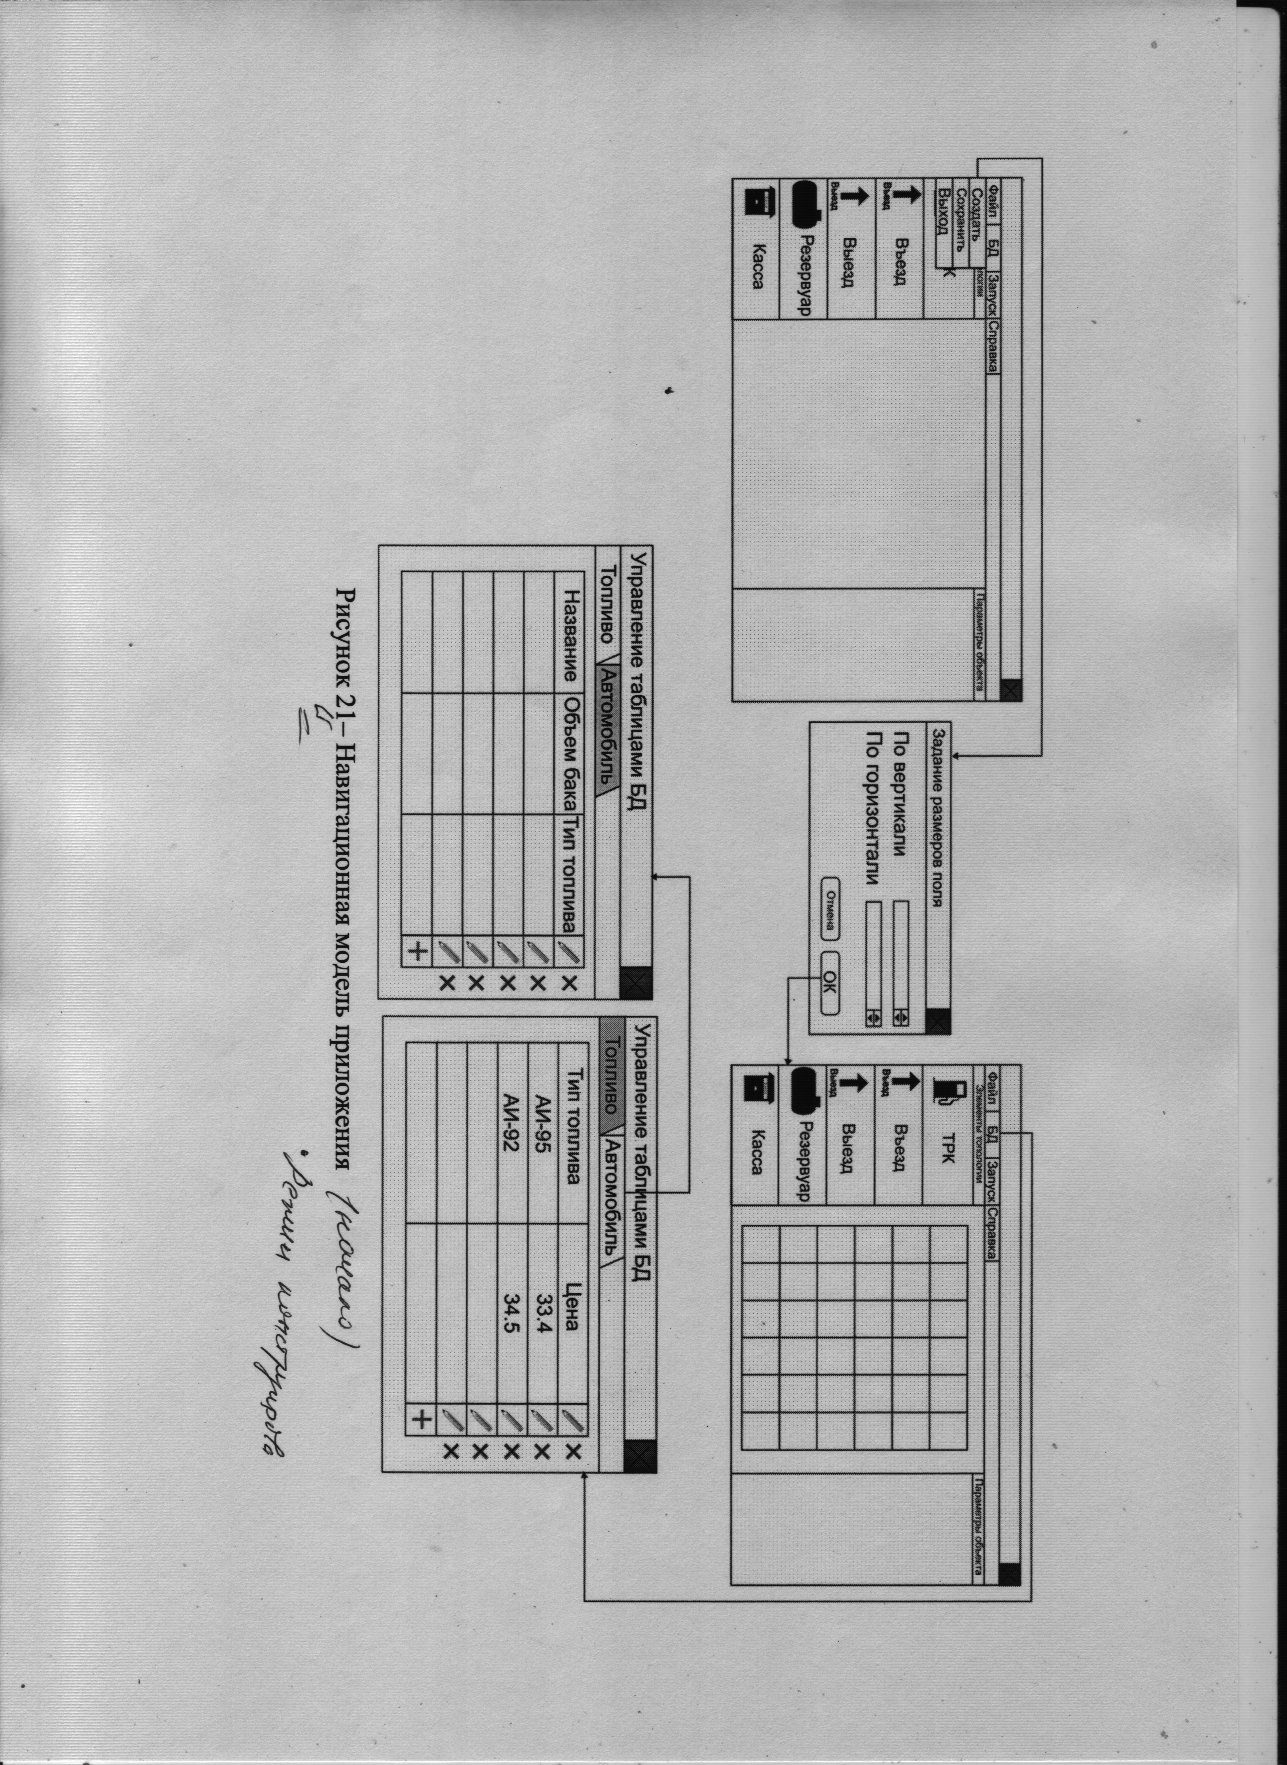 Файл БД Запуск Справка
Создать
Сохранить
Выход
К
Въезд Въезд
Выезд Выезд
Резервуар
Касса
Параметры объекта
Задание размеров поля
По вертикали
По горизонтали
Отмена ОК
Файл БД Запуск Справка
Элементы топологии
ТРК
Въезд Въезд
Выезд Выезд
Резервуар
Касса
Параметры объекта
Управление таблицами БД
Топливо Автомобиль
Название Объем бака Тип топлива
Управление таблицами БД
Топливо Автомобиль
Тип топлива Цена
АИ-95 33.4
АИ-92 34.5
Рисунок 21– Навигационная модель приложения (начало)